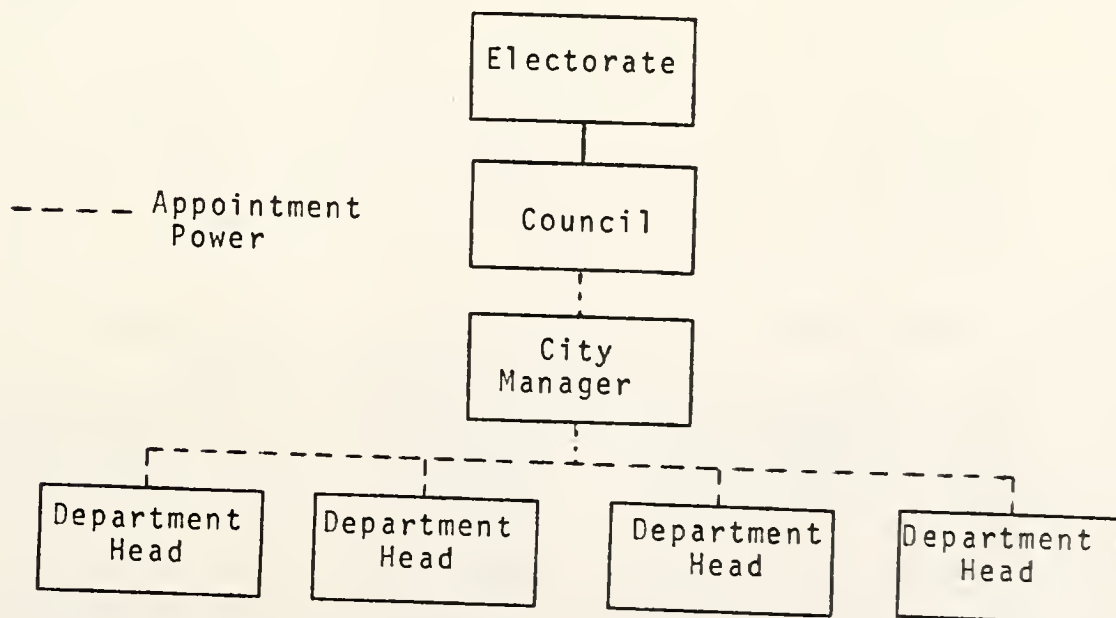 Electorate
Appointment
Power
Council
City
Manager
Department
Head
Department
Head
Department
Head
Department
Head